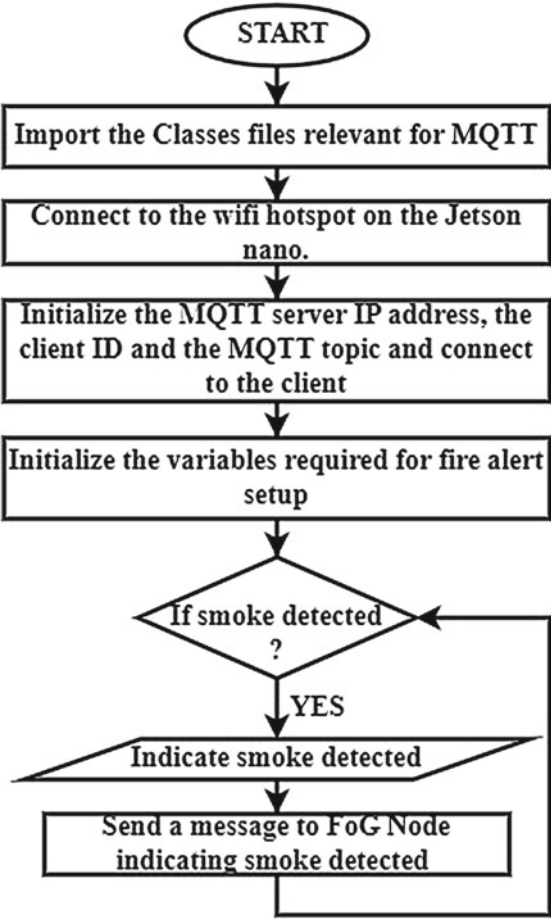 START
Import the Classes files relevant for MQTT
Connect to the wifi hotspot on the Jetson
nano.
Initialize the MQTT server IP address, the
client ID and the MQTT topic and connect
to the client
Initialize the variables required for fire alert
setup
If smoke detected
?
YES
Indicate smoke detected
Send a message to FoG Node
indicating smoke detected